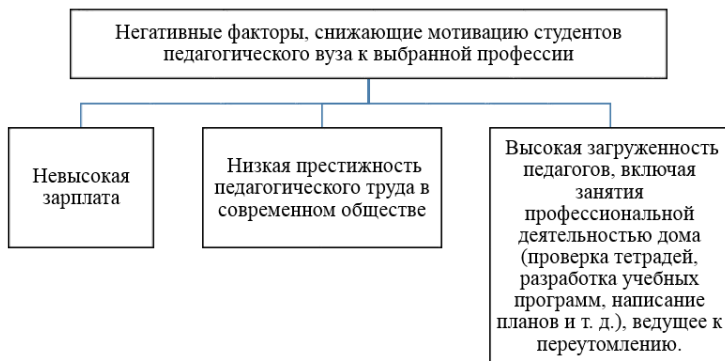 Негативные факторы, снижающие мотивацию студентов
педагогического вуза к выбранной профессии
Невысокая
зарплата
Низкая престижность
педагогического труда в
современном обществе
Высокая загруженность
педагогов, включая
занятия
профессиональной
деятельностью дома
(проверка тетрадей,
разработка учебных
программ, написание
планов и т. д.), ведущее к
переутомлению.